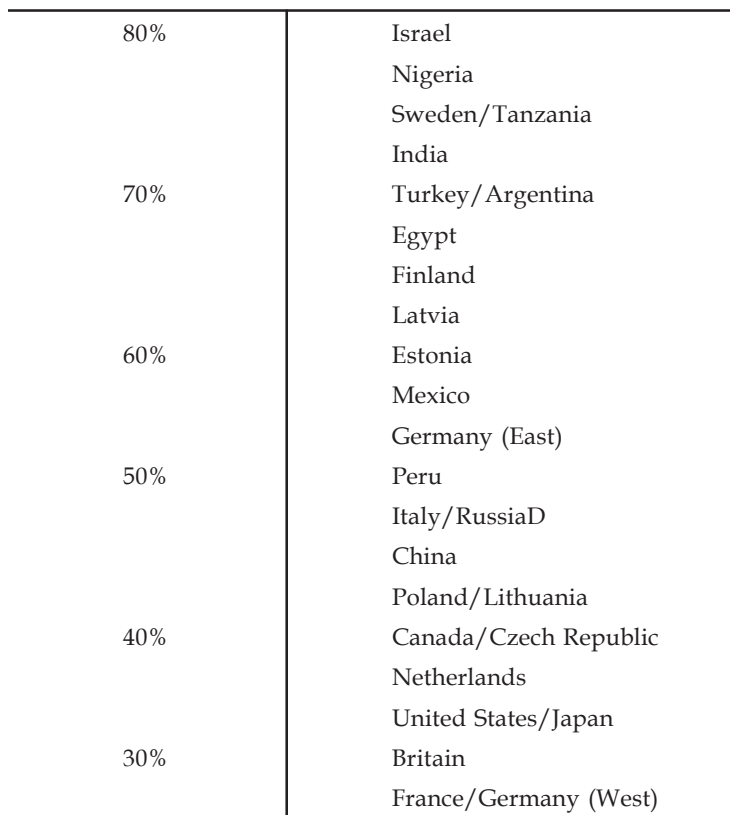 80% Israel
Nigeria
Sweden/Tanzania
India
70% Turkey/Argentina
Egypt
Finland
Latvia
60% Estonia
Mexico
Germany (East)
50% Peru
Italy/RussiaD
China
Poland/Lithuania
40% Canada/Czech Republic
Netherlands
United States/Japan
30% Britain
France/Germany (West)